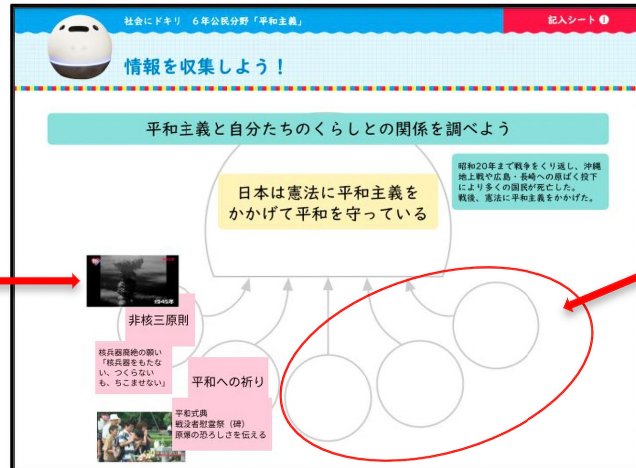 社会にドキリ 6年公民分野「平和主義」
記入シート❶
情報を収集しよう！
平和主義と自分たちのくらしとの関係を調べよう
昭和20年まで戦争をくり返し、沖縄
地上戦や広島・長崎への原ばく投下
により多くの国民が死亡した。
戦後、憲法に平和主義をかかげた。
日本は憲法に平和主義を
かかげて平和を守っている
1945年
非核三原則
核兵器廃絶の願い
「核兵器をもたな
い、つくらない
も、ちこませない」
平和への祈り
平和式典
戦没者慰霊祭（碑）
原爆の恐ろしさを伝える